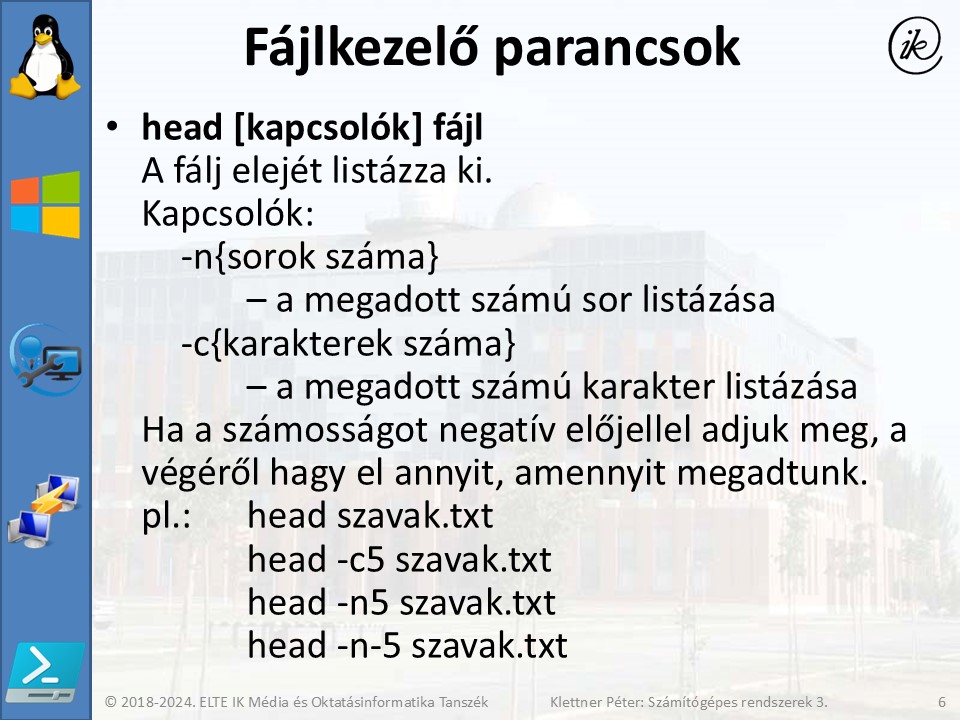 Fájlkezelő parancsok
ik
• head [kapcsolók] fájl
A fálj elejét listázza ki.
Kapcsolók:
-n{sorok száma}
– a megadott számú sor listázása
-c{karakterek száma}
– a megadott számú karakter listázása
Ha a számosságot negatív előjellel adjuk meg, a
végéről hagy el annyit, amennyit megadtunk.
pl.: head szavak.txt
head -c5 szavak.txt
head -n5 szavak.txt
head -n-5 szavak.txt
© 2018-2024. ELTE IK Média és Oktatásinformatika Tanszék Klettner Péter: Számítógépes rendszerek 3. 6